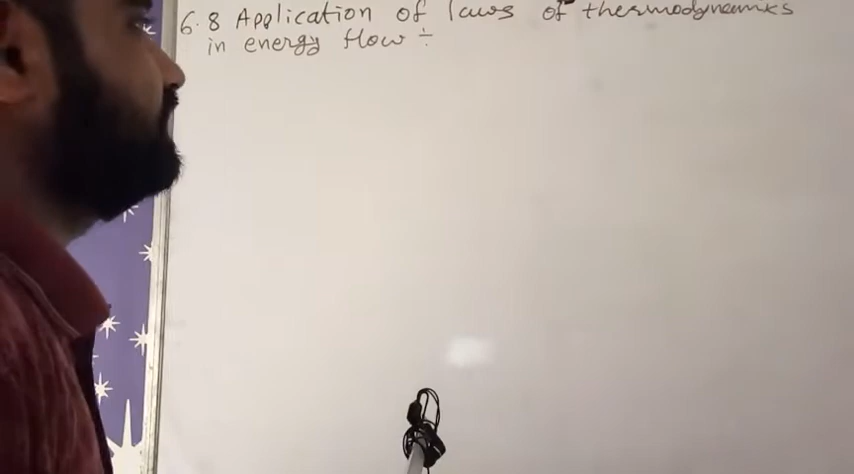 6.8 Application of laws of thermodynamics
in energy flow ÷